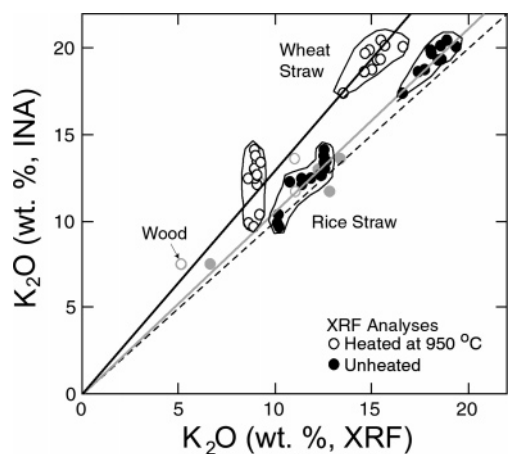 K2O (wt. %, INA)
20
15
10
5
0
Wheat
Straw
Wood
Rice Straw
XRF Analyses
Heated at 950 °C
Unheated
0
5
10
15
20
K2O (wt. %, XRF)